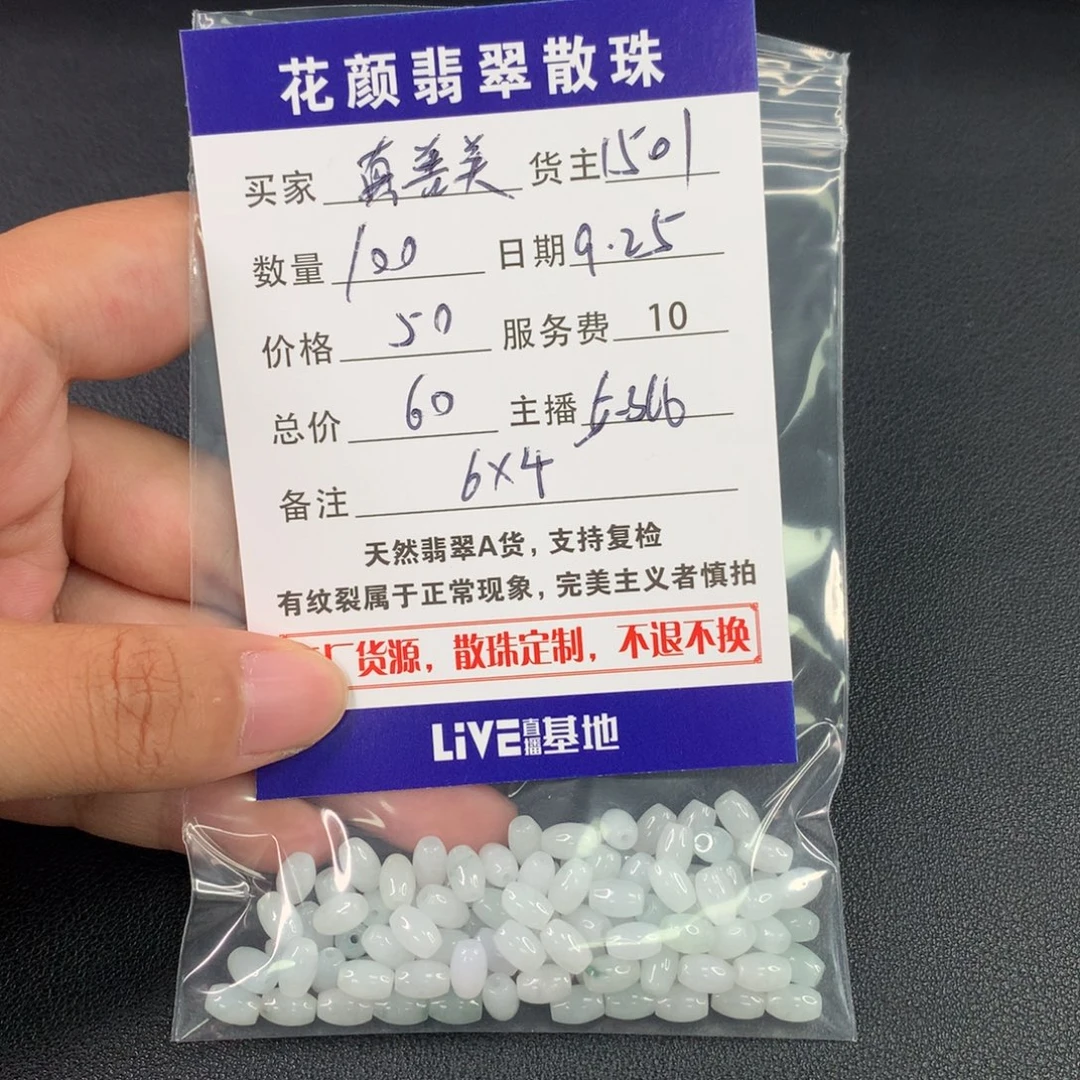 花颜翡翠散珠
买家 真善美 货主 1501
数量 100 日期 9.25
价格 50 服务费 10
总价 60 主播
备注 6×4
天然翡翠A货，支持复检
有纹裂属于正常现象，完美主义者慎拍
厂货源，散珠定制，不退不换
LiVE直播基地